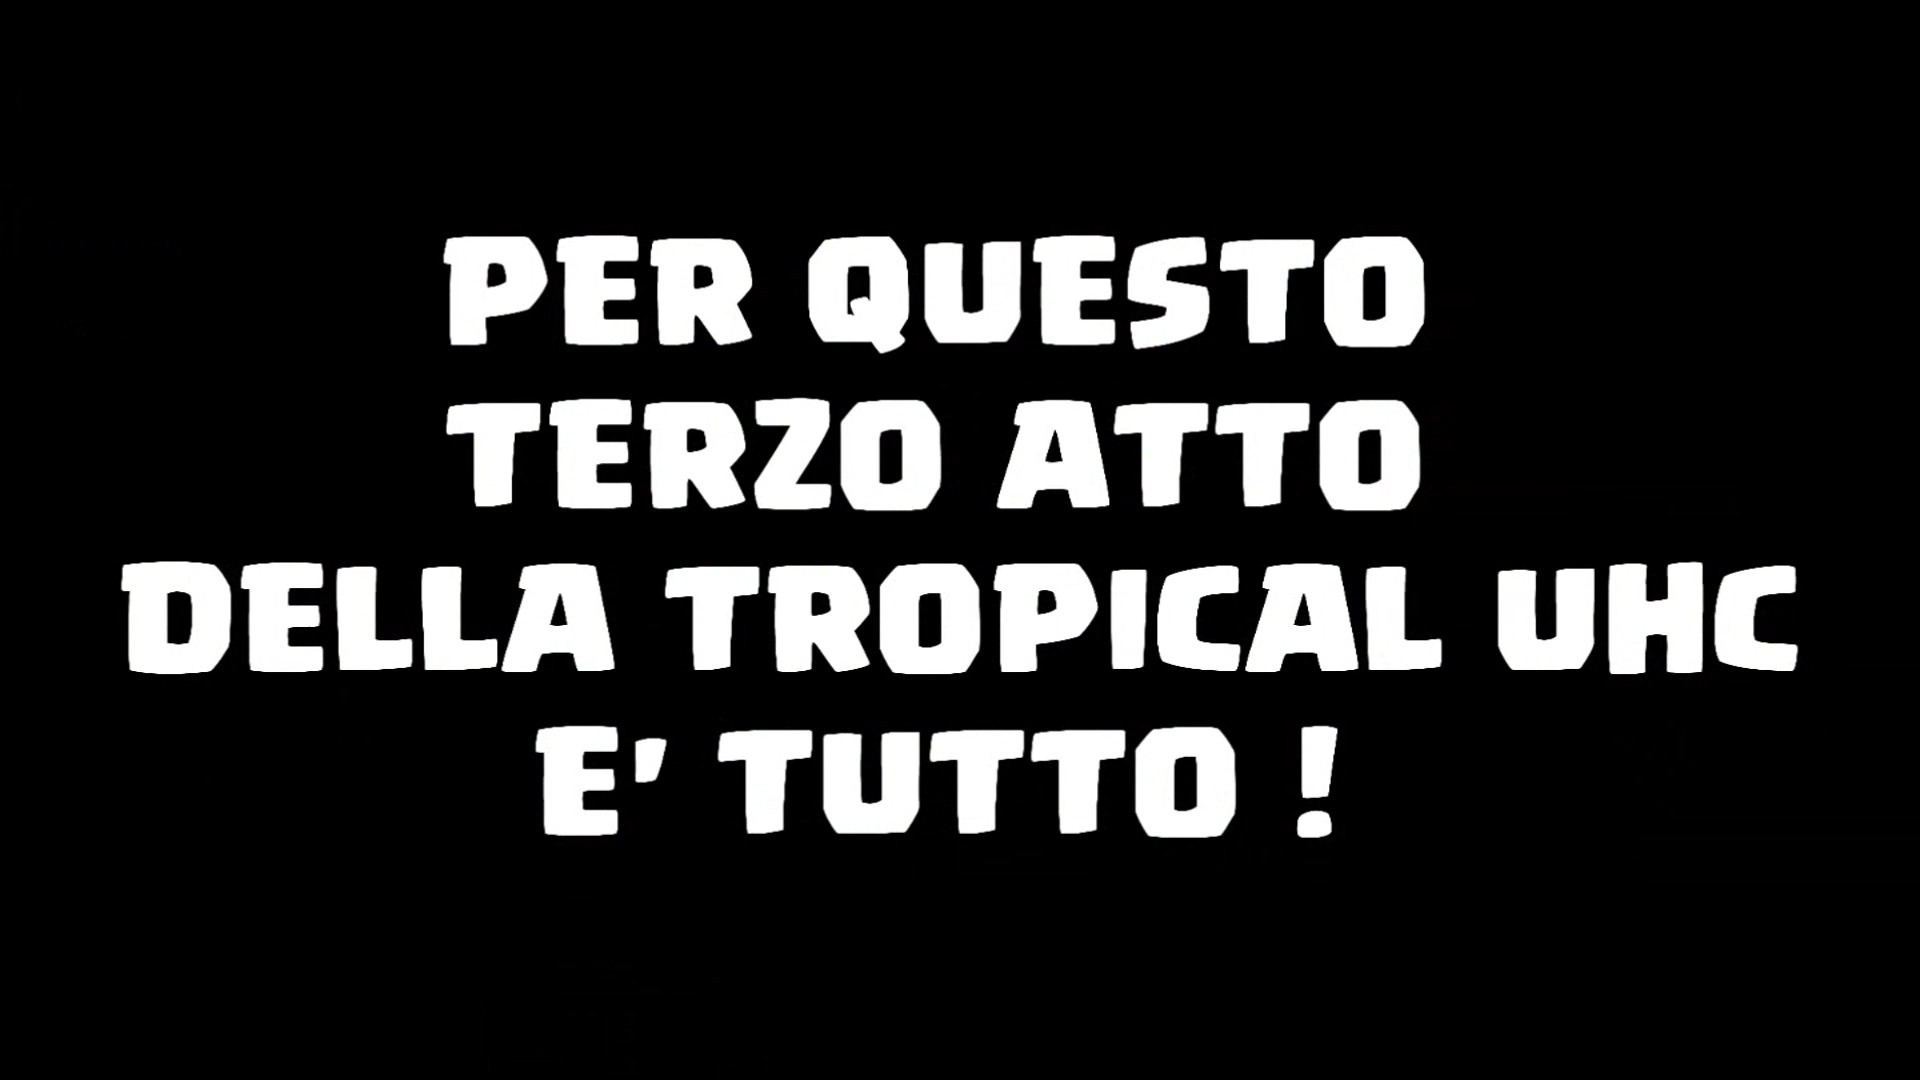 PER QUESTO
TERZO ATTO
DELLA TROPICAL UHC
E' TUTTO !